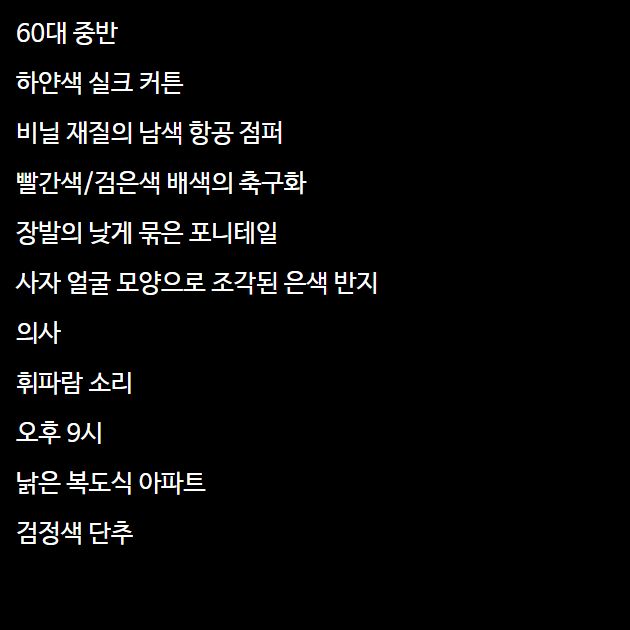 60대 중반
하얀색 실크 커튼
비닐 재질의 남색 항공 점퍼
빨간색/검은색 배색의 축구화
장발의 낮게 묶은 포니테일
사자 얼굴 모양으로 조각된 은색 반지
의사
휘파람 소리
오후 9시
낡은 복도식 아파트
검정색 단추